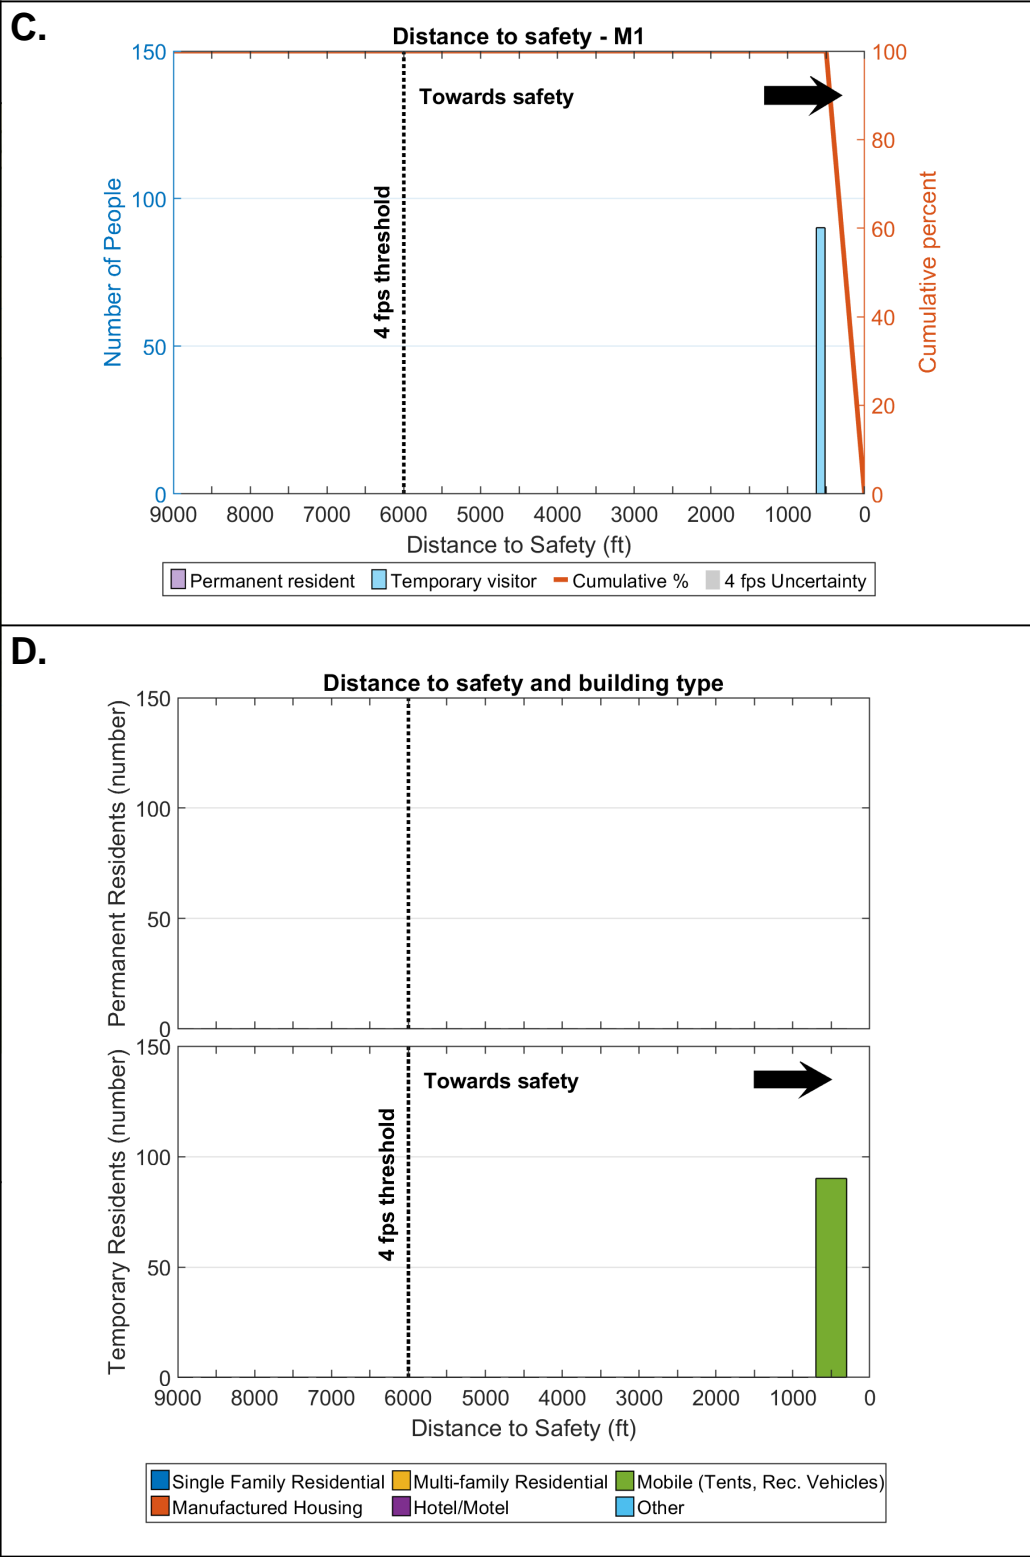 C.
Distance to safety - M1
150
100
50
0
Number of People
100
80
60
40
20
0
Cumulative percent
Towards safety
4 fps threshold
9000 8000 7000 6000 5000 4000 3000 2000 1000 0
Distance to Safety (ft)
Permanent resident Temporary visitor Cumulative % 4 fps Uncertainty
D.
Distance to safety and building type
150
100
50
0
Permanent Residents (number)
150
100
50
0
Temporary Residents (number)
Towards safety
4 fps threshold
9000 8000 7000 6000 5000 4000 3000 2000 1000 0
Distance to Safety (ft)
Single Family Residential Multi-family Residential Mobile (Tents, Rec. Vehicles)
Manufactured Housing Hotel/Motel Other